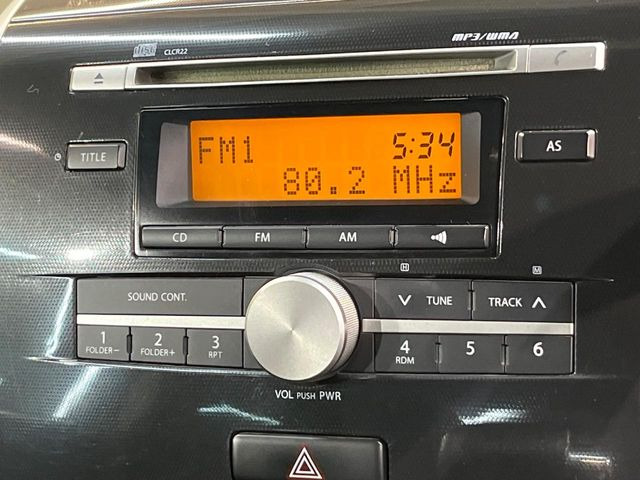 CLCR22
MP3/WMA
FM1 5:34
80.2 MHz
TITLE
AS
CD FM AM
SOUND CONT.
TUNE TRACK
H M
1 2 3 4 5 6
FOLDER- FOLDER+ RPT RDM
VOL PUSH PWR